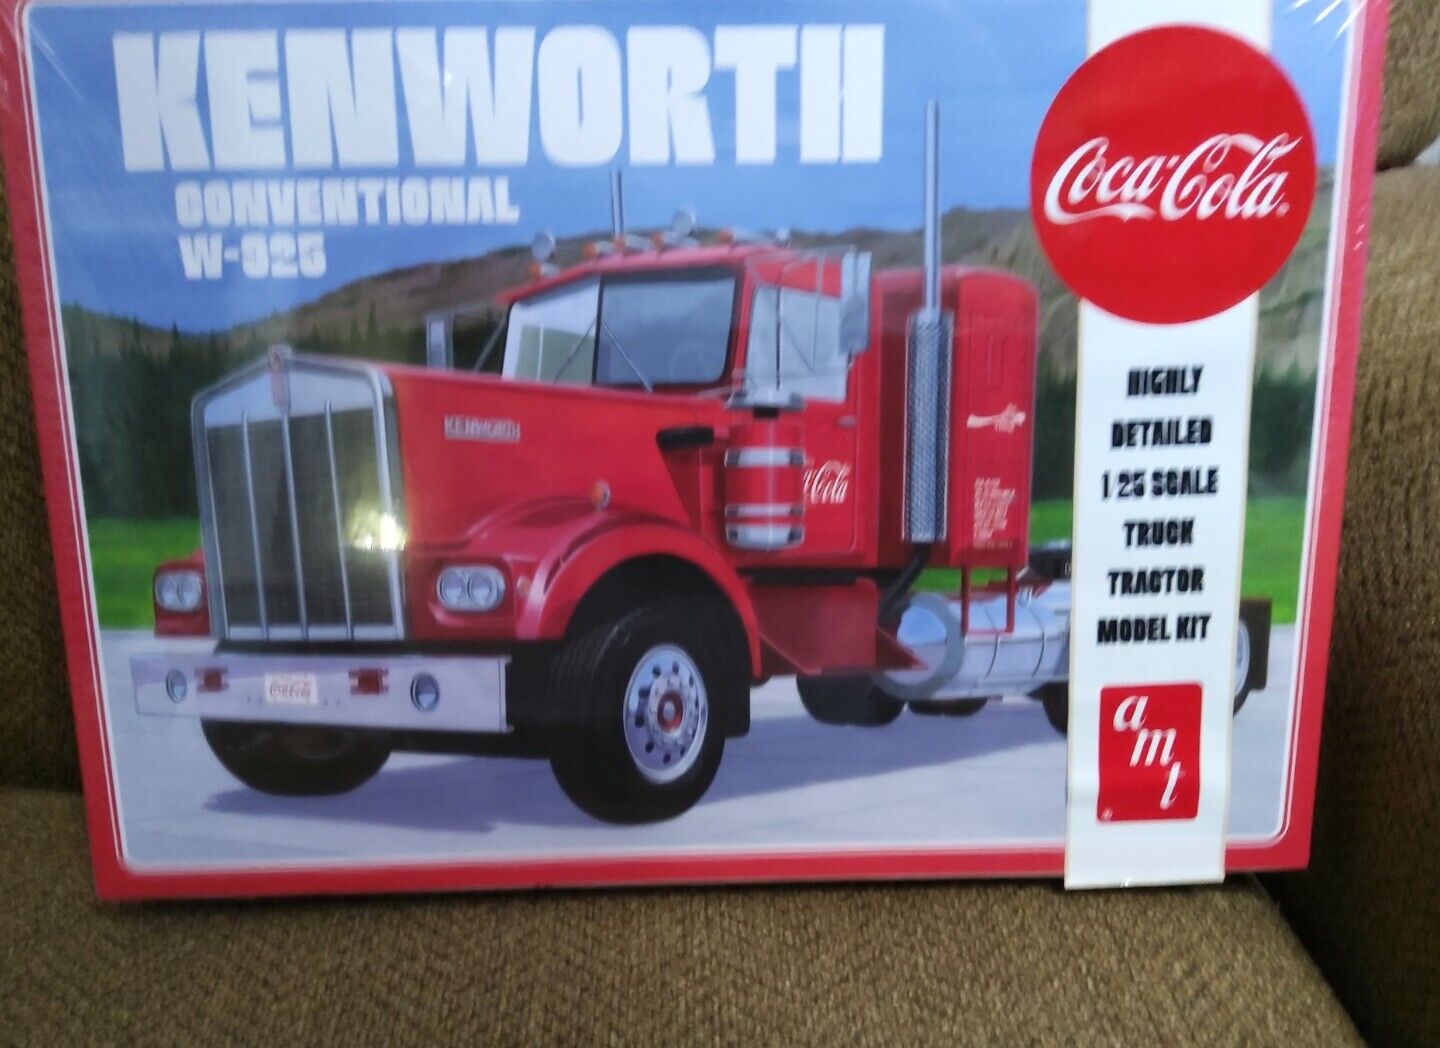 KENWORTH
CONVENTIONAL
W-925
Coca-Cola
HIGHLY
DETAILED
1 25 SCALE
TRUCK
TRACTOR
MODEL KIT
amt
KENWORTH
Cola
Coca-Cola